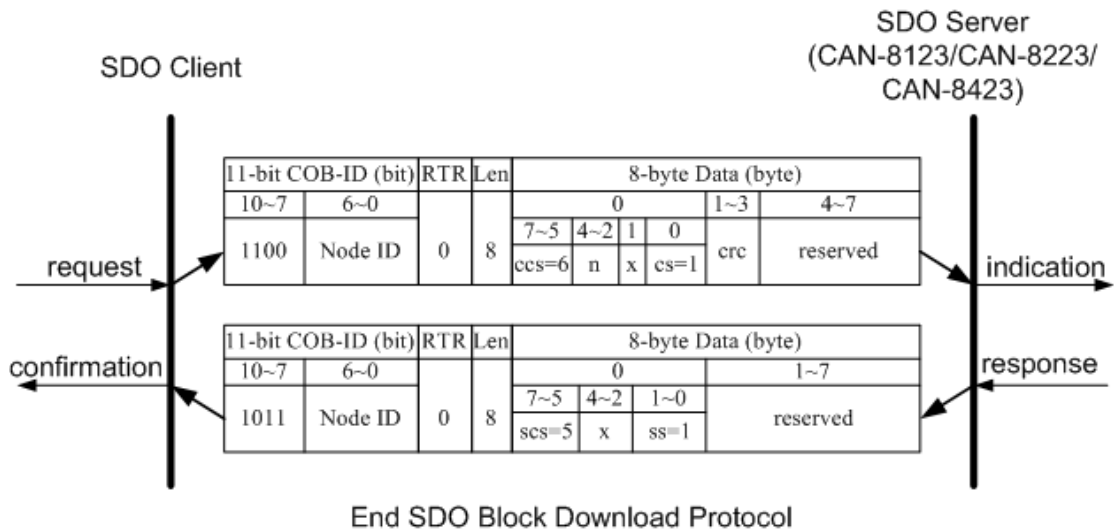 SDO Client
SDO Server
(CAN-8123/CAN-8223/
CAN-8423)
11-bit COB-ID (bit) RTR Len 8-byte Data (byte)
10~7 6~0 0 1~3 4~7
7~5 4~2 1 0
1100 Node ID 0 8 crc reserved
ccs=6 n x cs=1
request
indication
11-bit COB-ID (bit) RTR Len 8-byte Data (byte)
10~7 6~0 0 1~7
7~5 4~2 1~0
1011 Node ID 0 8 reserved
scs=5 x ss=1
confirmation
response
End SDO Block Download Protocol